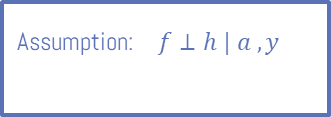 Assumption: f ⊥ h | a , y